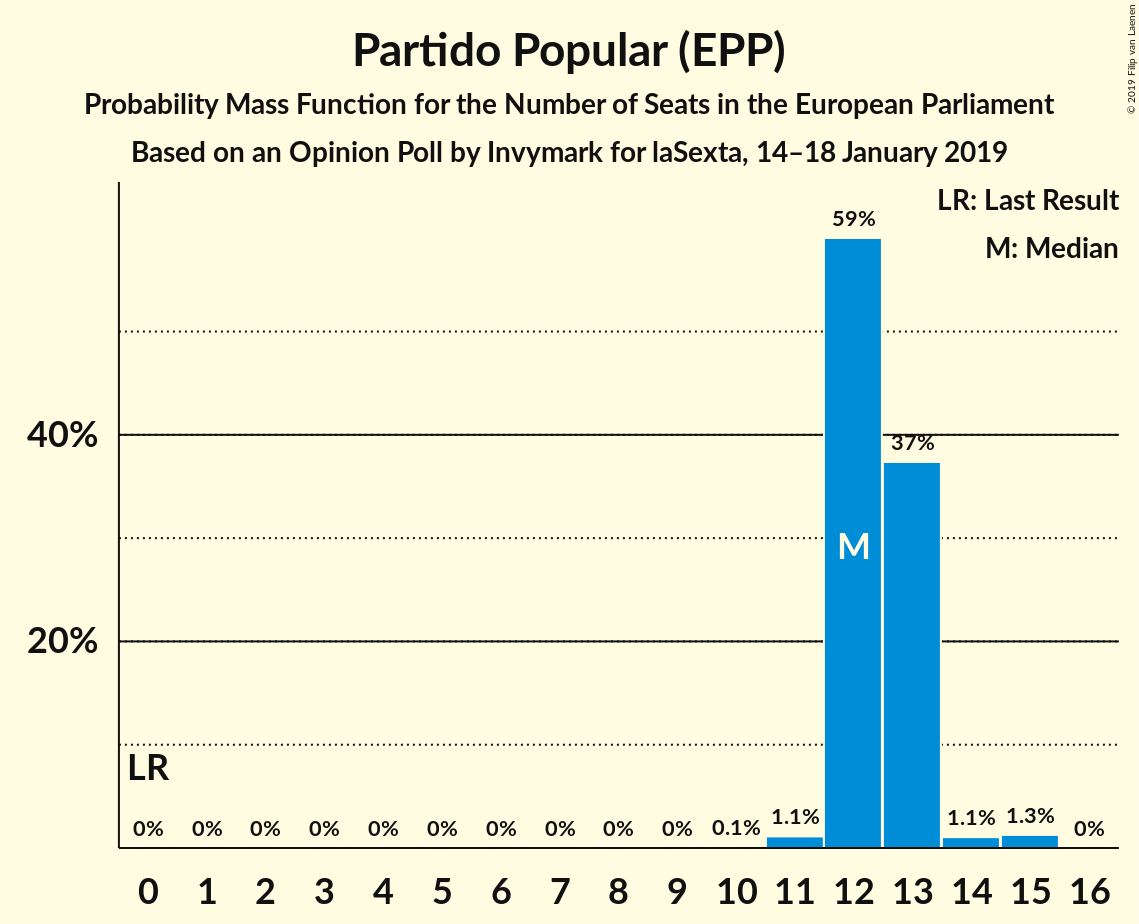 Partido Popular (EPP)
Probability Mass Function for the Number of Seats in the European Parliament
Based on an Opinion Poll by Invymark for laSexta, 14–18 January 2019
© 2019 Filip van Laenen
LR: Last Result
M: Median
59%
40%
37%
M
20%
LR
0% 0% 0% 0% 0% 0% 0% 0% 0% 0% 0.1% 1.1% 1.1% 1.3% 0%
0 1 2 3 4 5 6 7 8 9 10 11 12 13 14 15 16